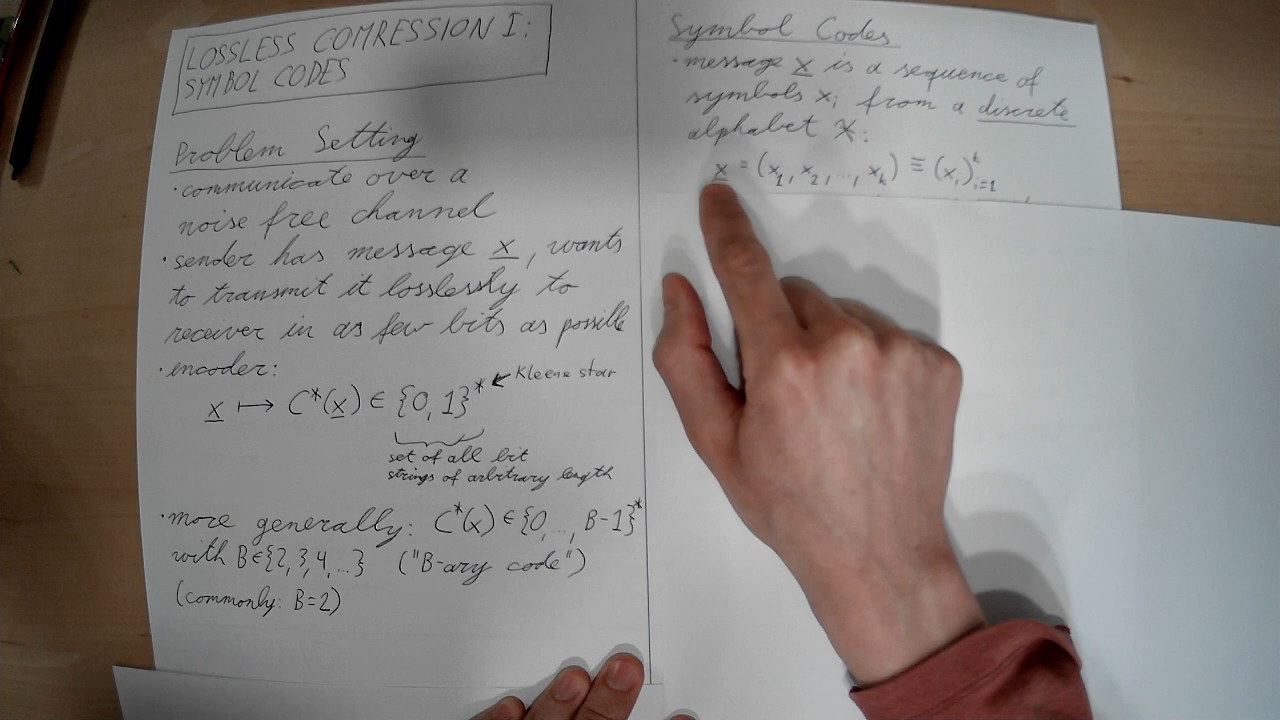 LOSSLESS COMRESSION I:
SYMBOL CODES
Problem Setting
· communicate over a
noise free channel
· sender has message x, wants
to transmit it losslessly to
receiver in as few bits as possible
· encoder:
x ↦ C*(x) ∈ {0, 1}* ← Kleene star
set of all bit
strings of arbitrary length
· more generally: C*(x) ∈ {0, ..., B-1}*
with B∈{2, 3, 4, ...} ("B-ary code")
(commonly: B=2)
Symbol Codes
· message x is a sequence of
symbols xᵢ from a discrete
alphabet X:
x = (x₁, x₂, ..., xₖ) ≡ (xᵢ)ᵏᵢ₌₁